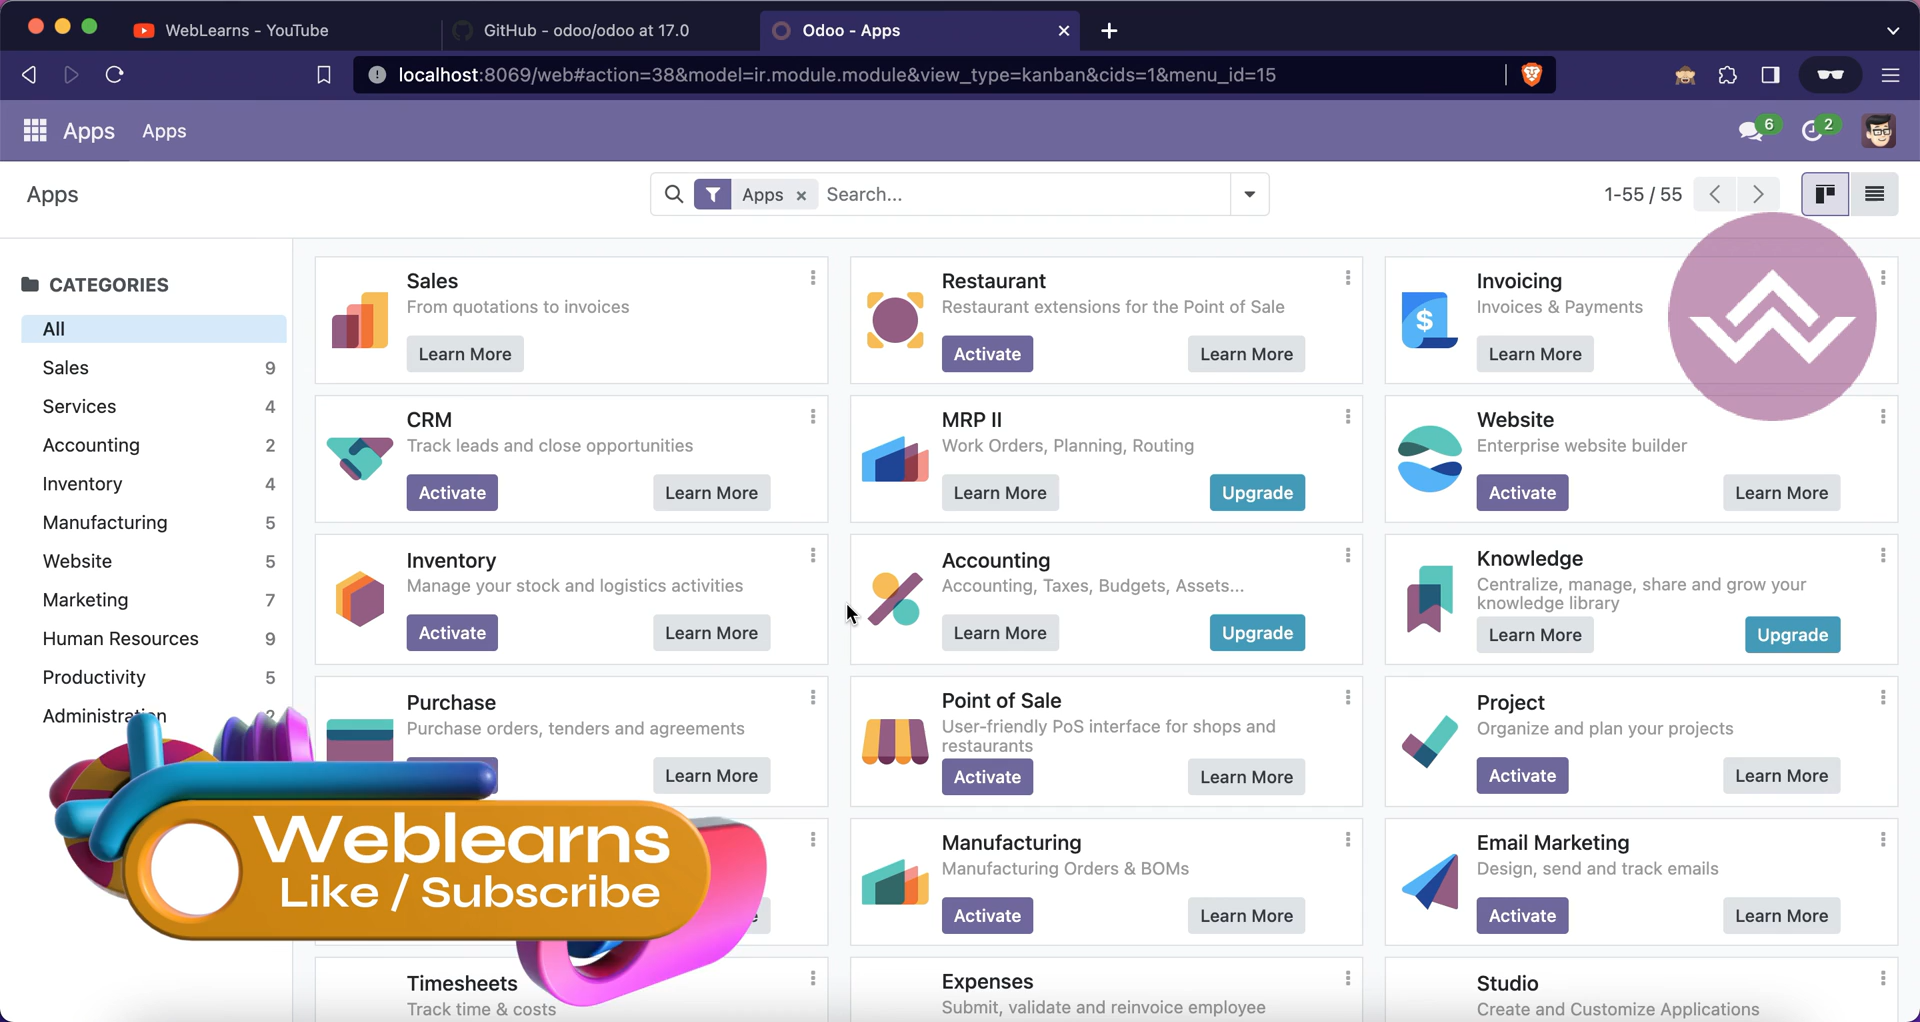 WebLearns - YouTube
GitHub - odoo/odoo at 17.0
Odoo - Apps
localhost:8069/web#action=38&model=ir.module.module&view_type=kanban&cids=1&menu_id=15
Apps
Apps
6
2
Apps
Apps
Search...
1-55 / 55
CATEGORIES
All
Sales 9
Services 4
Accounting 2
Inventory 4
Manufacturing 5
Website 5
Marketing 7
Human Resources 9
Productivity 5
Administration 2
Sales
From quotations to invoices
Learn More
Restaurant
Restaurant extensions for the Point of Sale
Activate Learn More
Invoicing
Invoices & Payments
Learn More
CRM
Track leads and close opportunities
Activate Learn More
MRP II
Work Orders, Planning, Routing
Learn More Upgrade
Website
Enterprise website builder
Activate Learn More
Inventory
Manage your stock and logistics activities
Activate Learn More
Accounting
Accounting, Taxes, Budgets, Assets...
Learn More Upgrade
Knowledge
Centralize, manage, share and grow your
knowledge library
Learn More Upgrade
Purchase
Purchase orders, tenders and agreements
Learn More
Point of Sale
User-friendly PoS interface for shops and
restaurants
Activate Learn More
Project
Organize and plan your projects
Activate Learn More
Weblearns
Like / Subscribe
Manufacturing
Manufacturing Orders & BOMs
Activate Learn More
Email Marketing
Design, send and track emails
Activate Learn More
Timesheets
Track time & costs
Expenses
Submit, validate and reinvoice employee
Studio
Create and Customize Applications